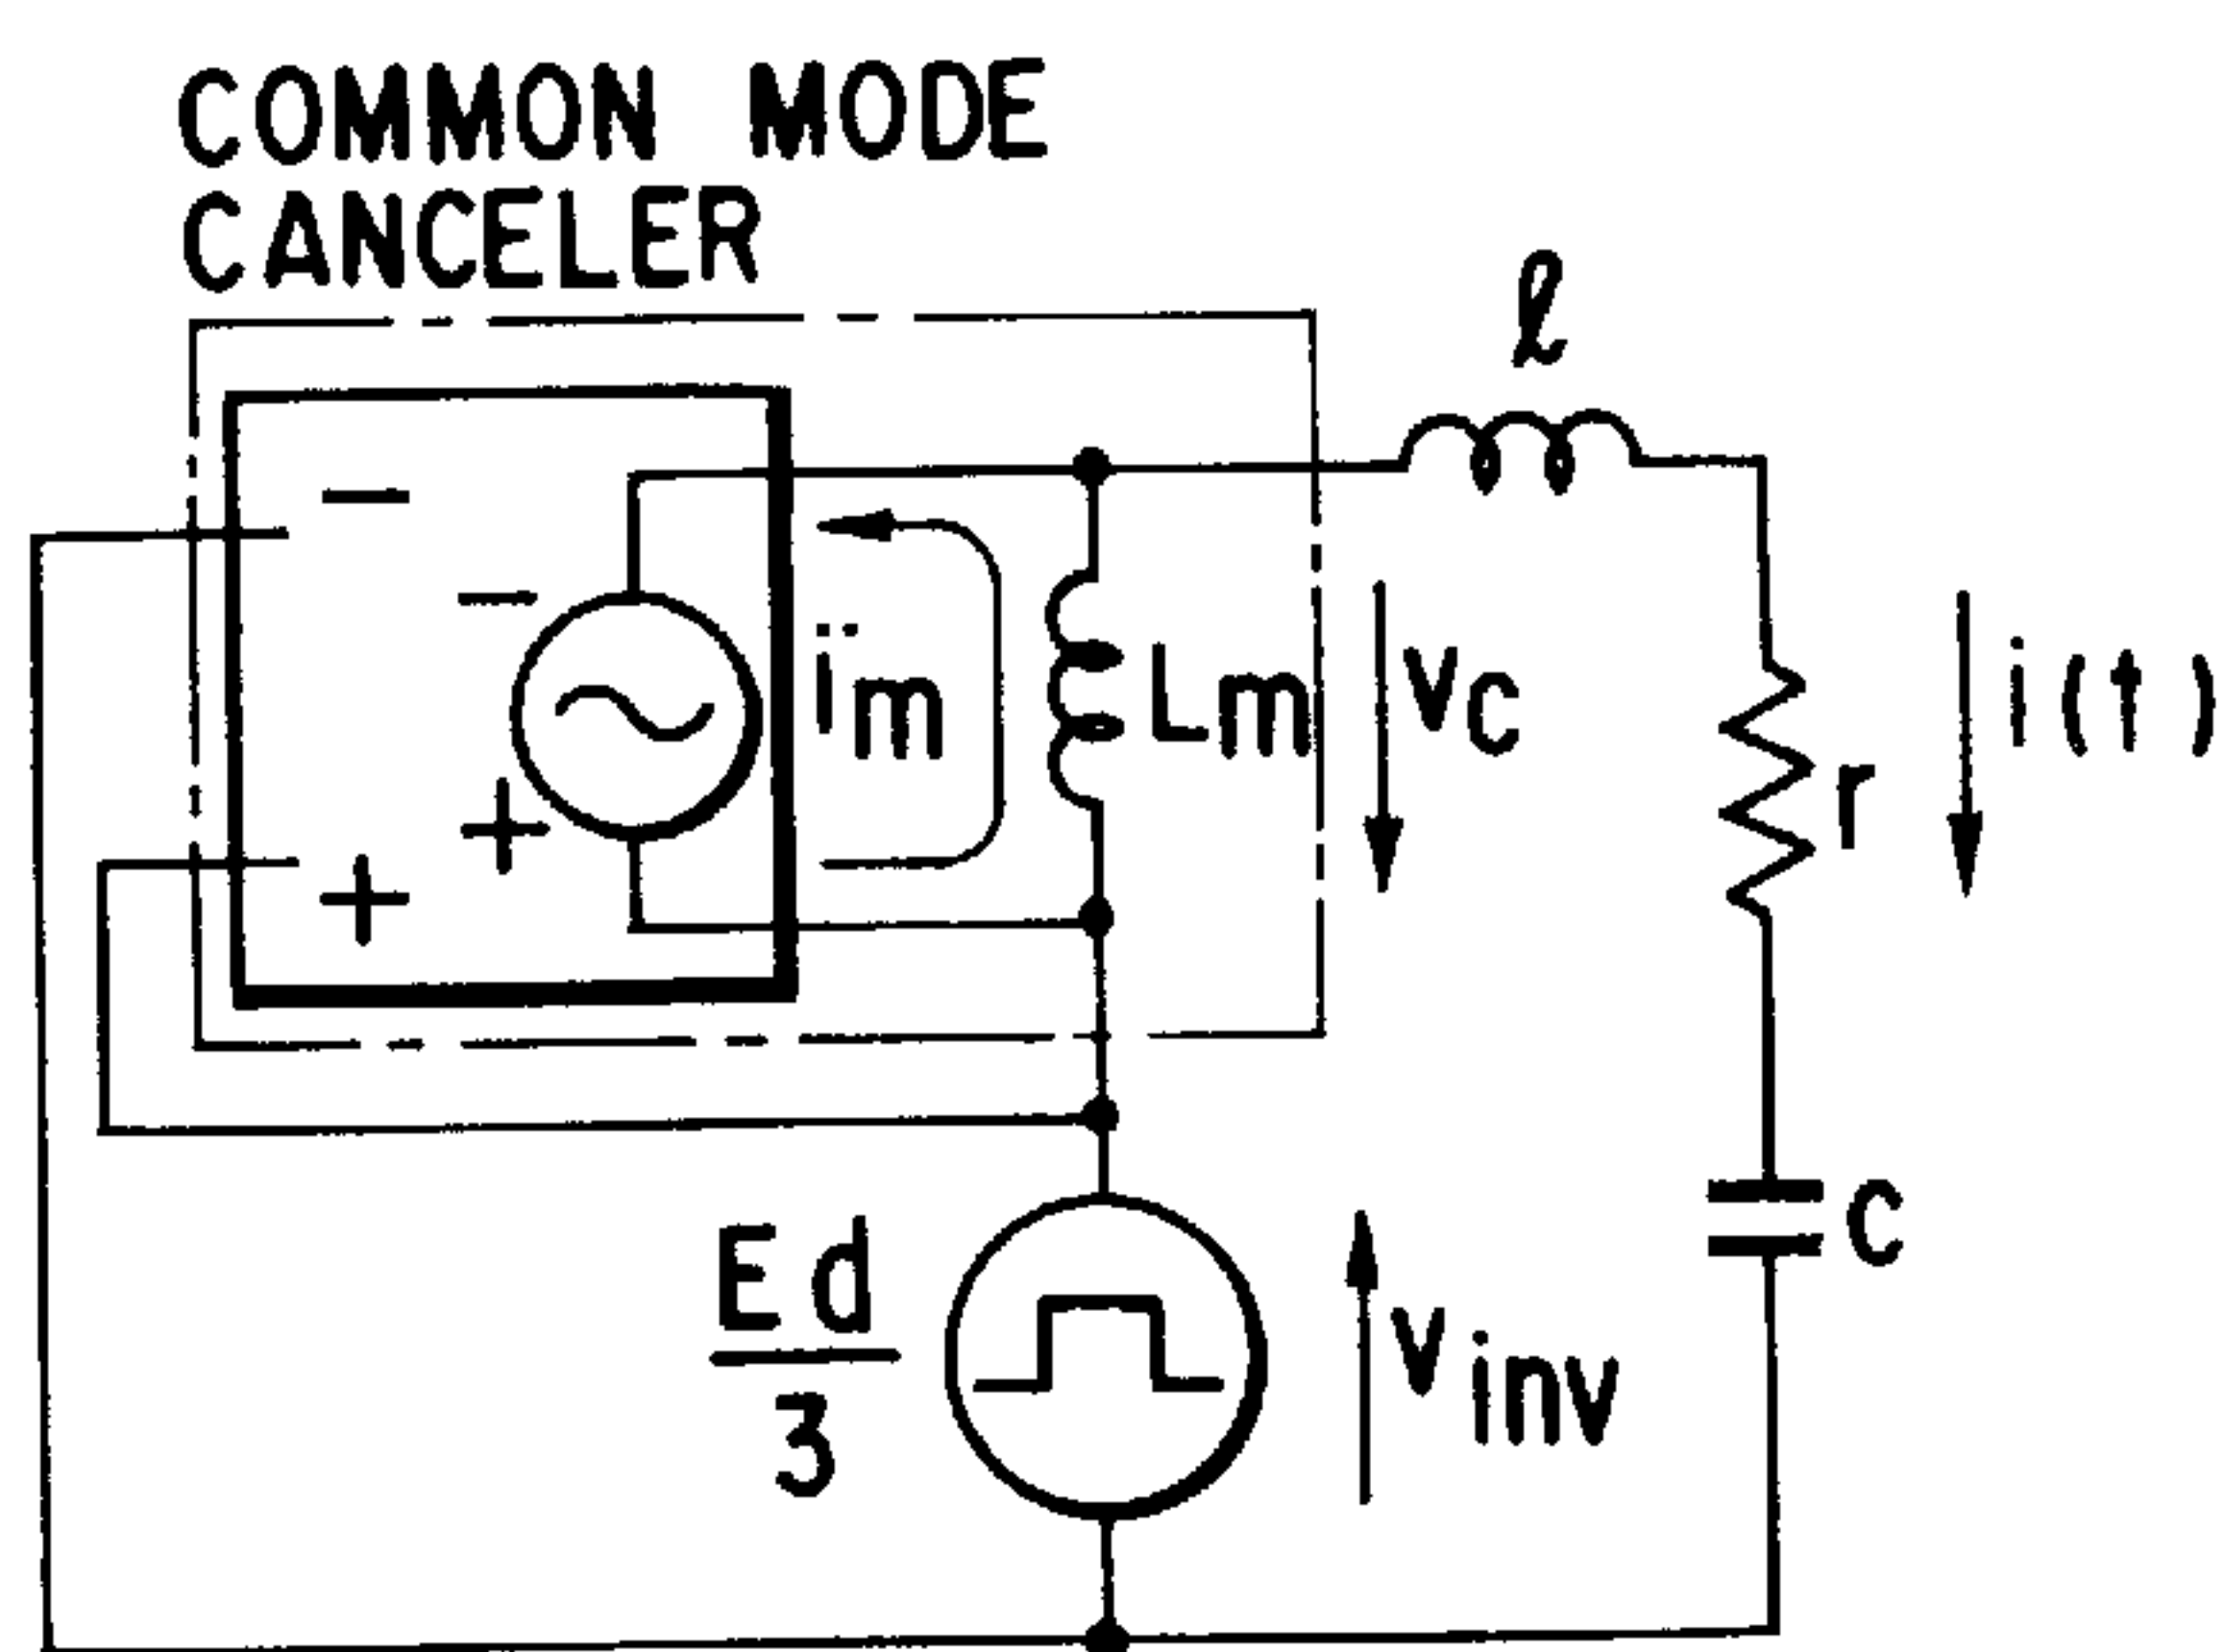 COMMON MODE
CANCELER
ℓ
−
−
im
Lm
vc
i(t)
r
+
+
C
Ed
3
vinv